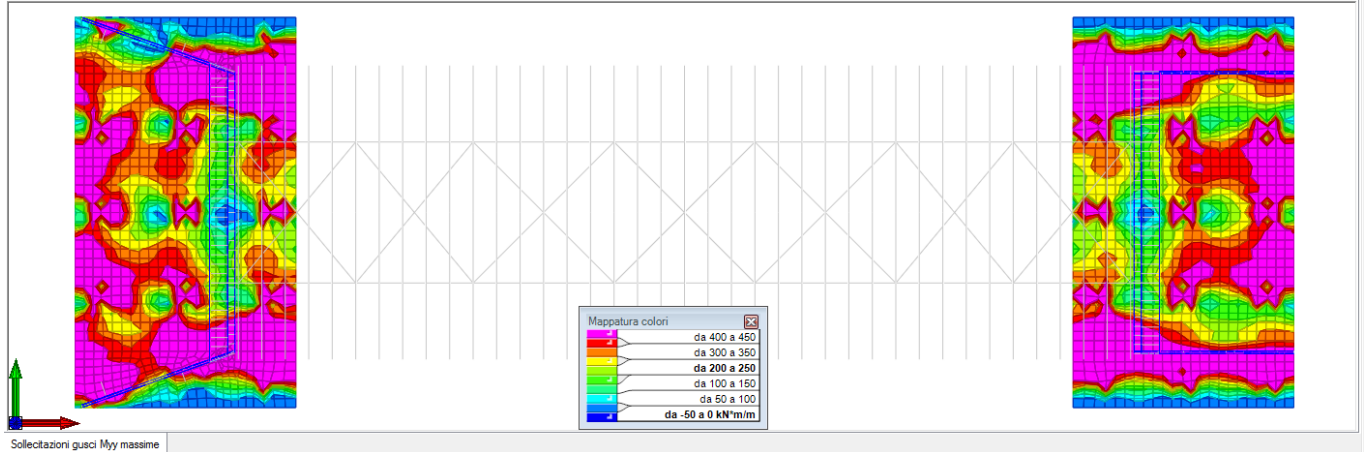 Mappatura colori
da 400 a 450
da 300 a 350
da 200 a 250
da 100 a 150
da 50 a 100
da -50 a 0 kN*m/m
Sollecitazioni gusci Myy massime